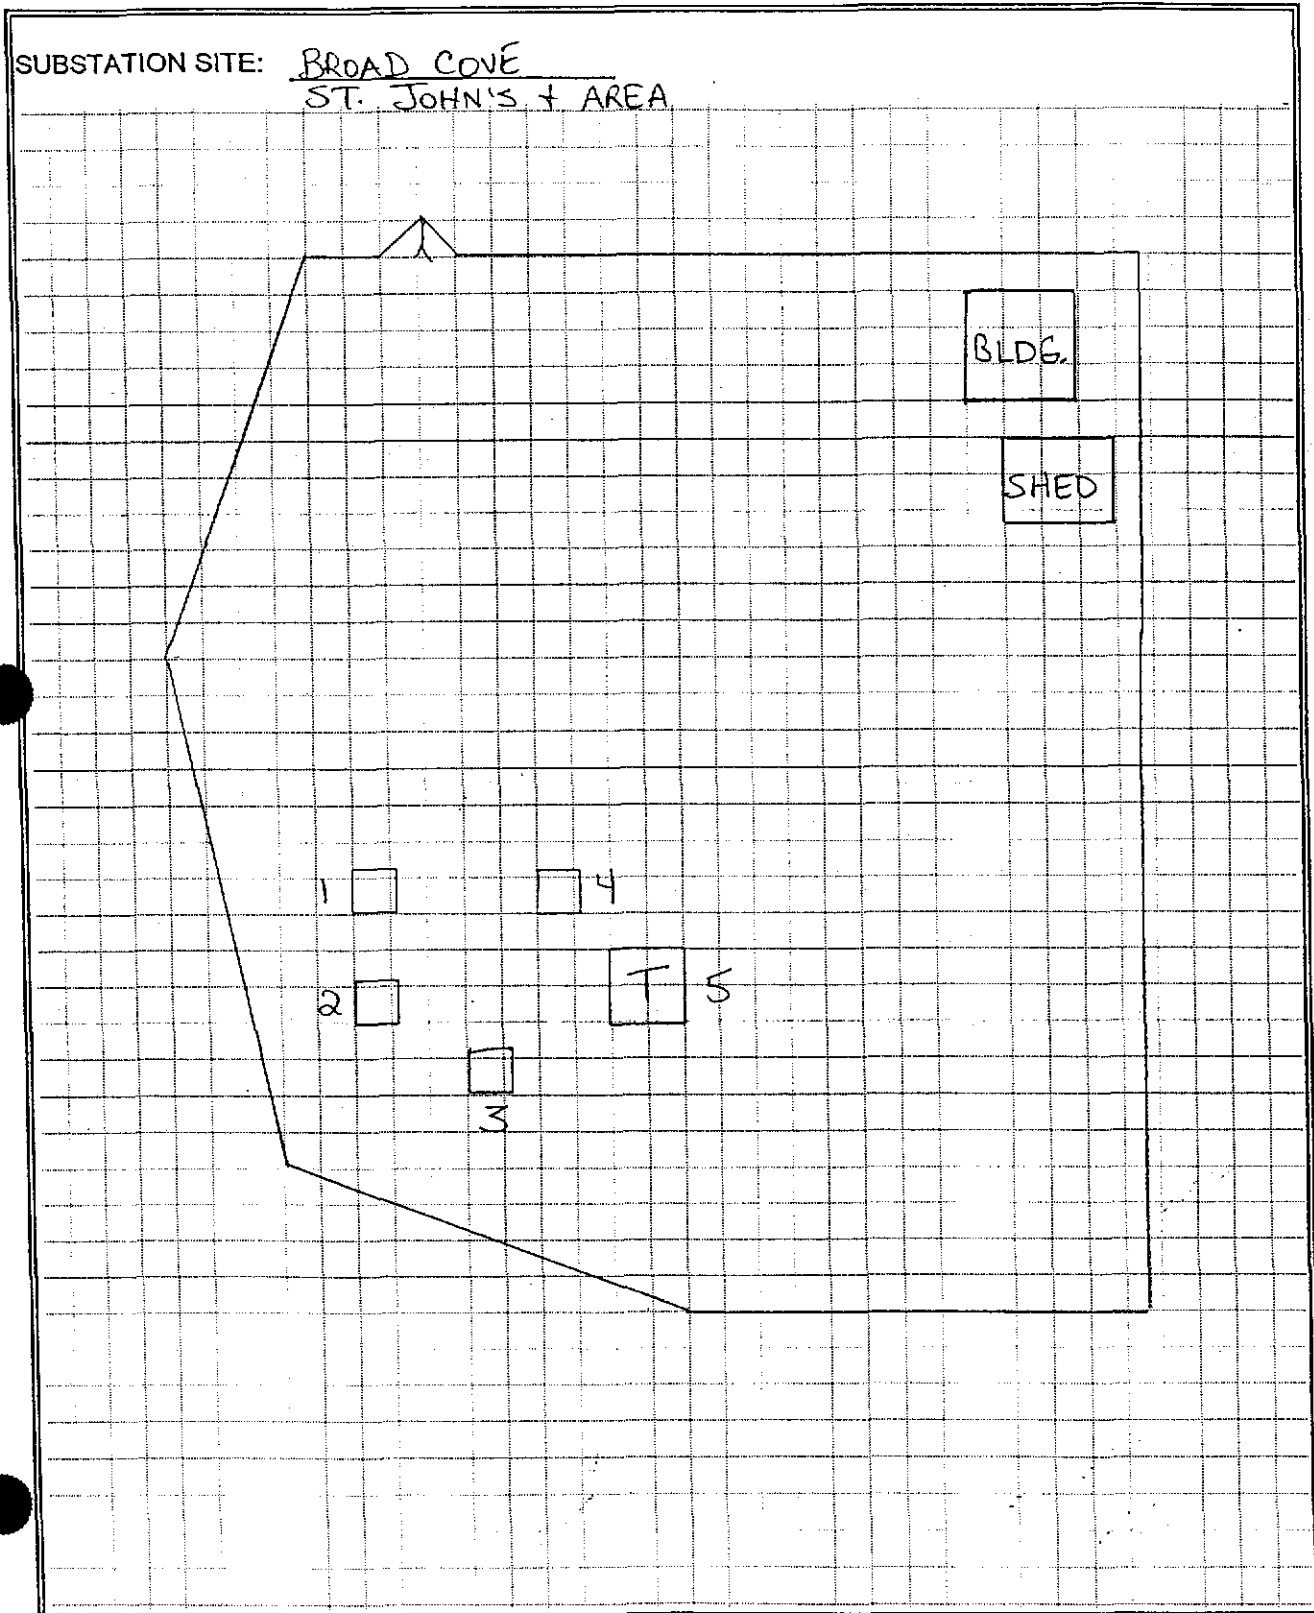 SUBSTATION SITE: BROAD COVE
ST. JOHN'S + AREA
BLDG.
SHED
1
4
2
T 5
3